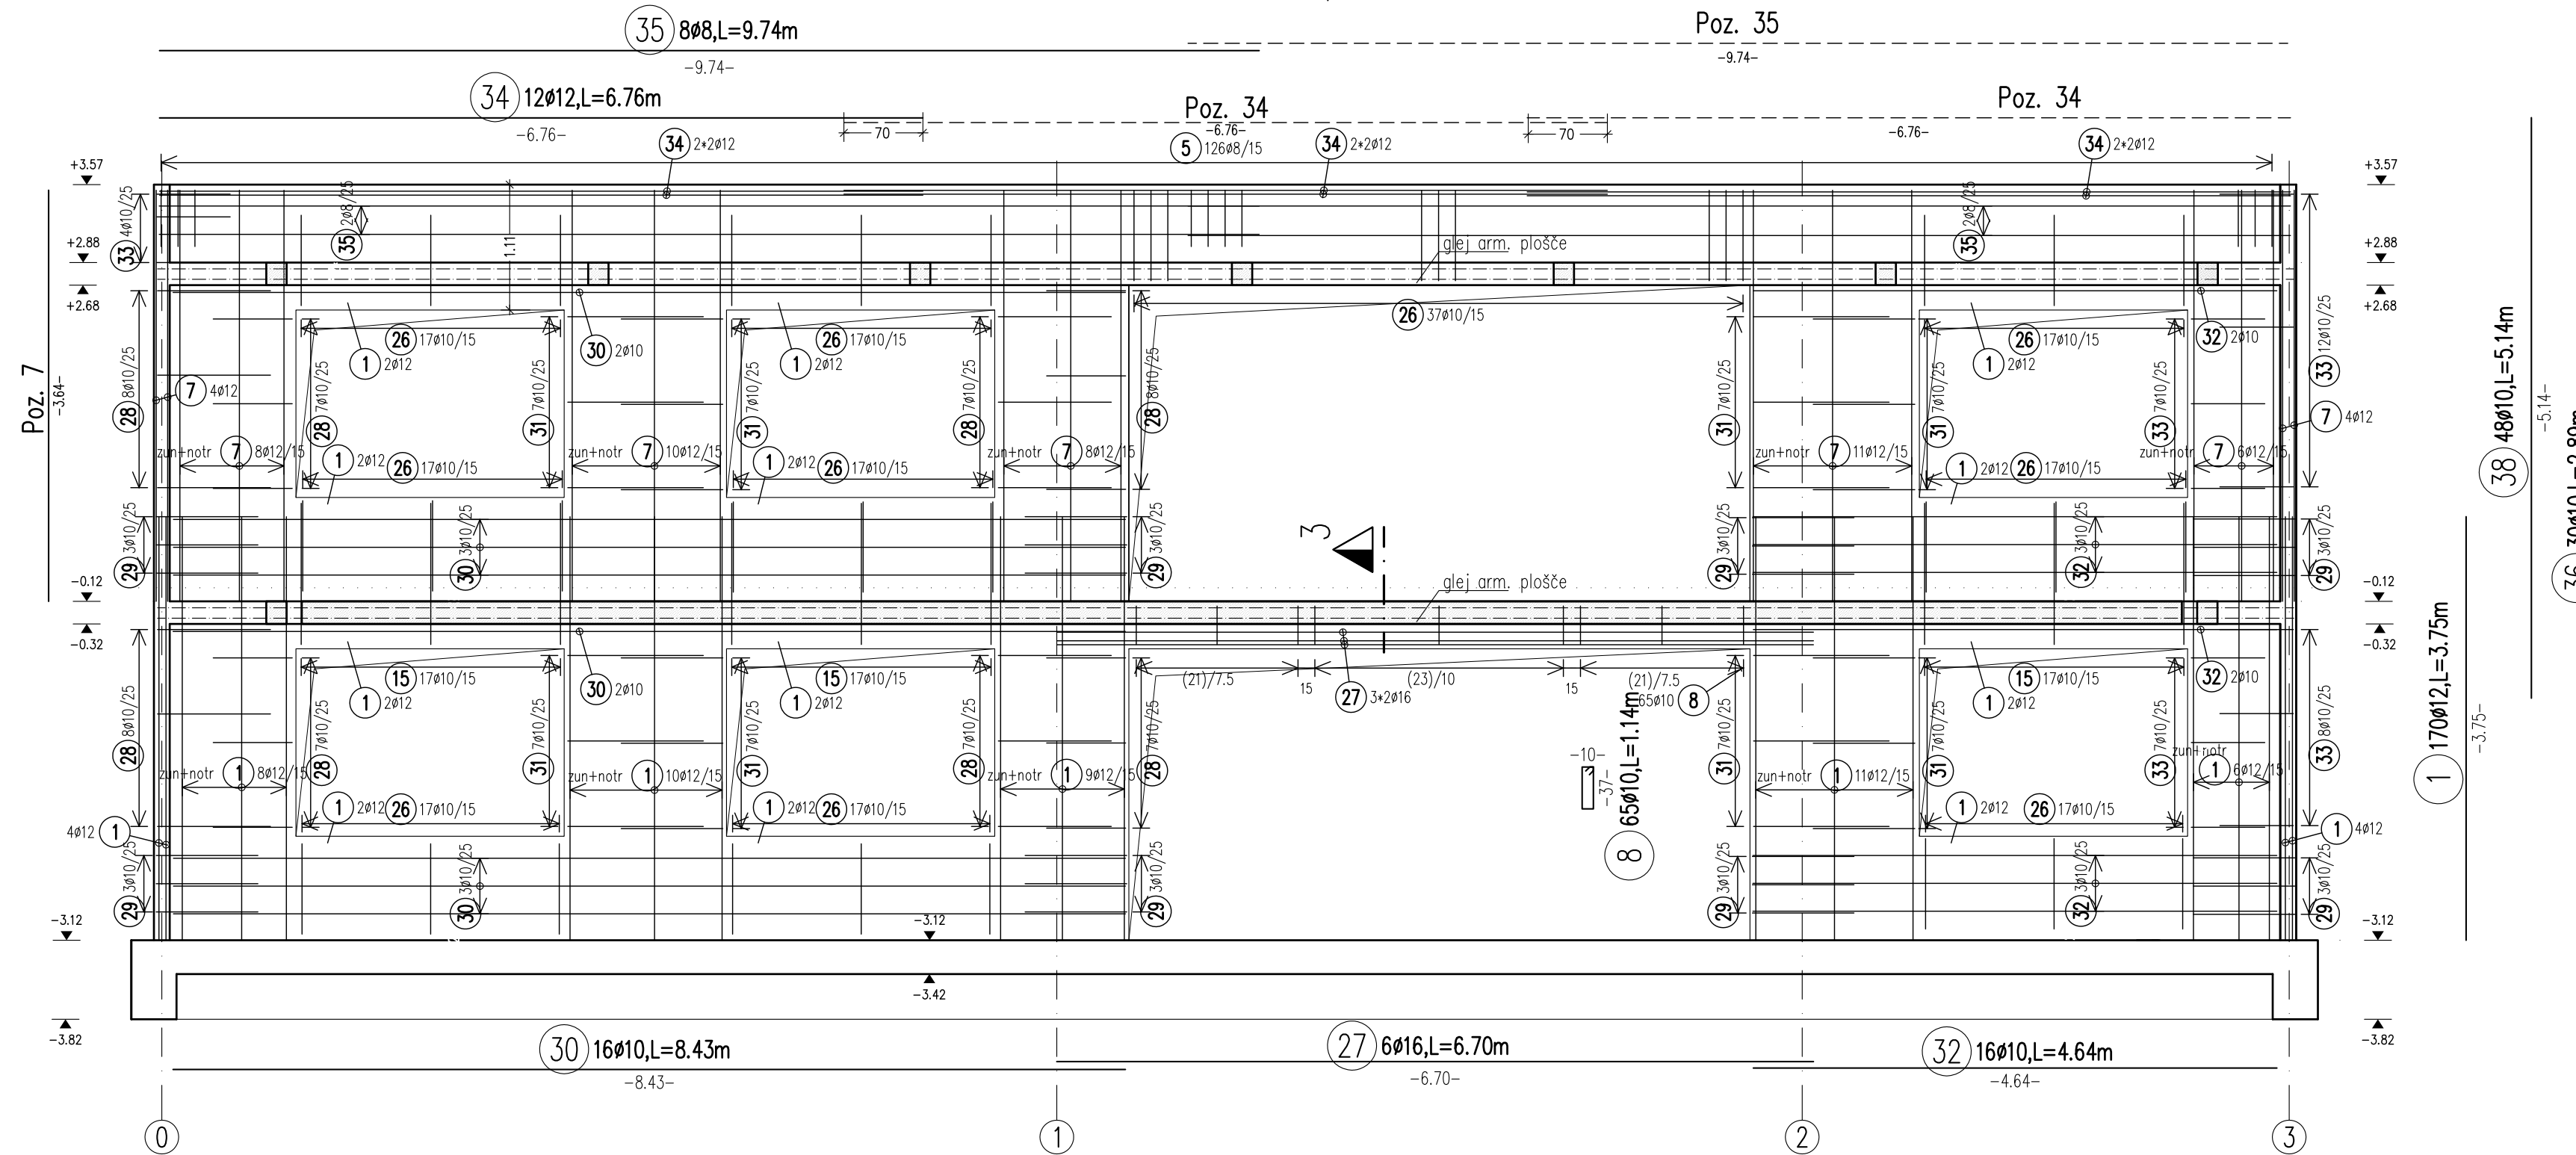 35 8ø8,L=9.74m
-9.74-
Poz. 35
-9.74-
34 12ø12,L=6.76m
-6.76-
70
Poz. 34
-6.76-
70
Poz. 34
-6.76-
34 2*2ø12
5 126ø8/15
34 2*2ø12
34 2*2ø12
+3.57
+3.57
33 4ø10/25
35 2ø8/25
1.11
35 2ø8/25
glej arm. plošče
+2.88
+2.68
+2.88
+2.68
Poz. 7
-3.64-
28 8ø10/25
7 4ø12
26 17ø10/15
1 2ø12
28 7ø10/25
31 7ø10/25
1 2ø12
26 17ø10/15
30 2ø10
26 17ø10/15
1 2ø12
31 7ø10/25
28 7ø10/25
1 2ø12
26 17ø10/15
28 8ø10/25
26 37ø10/15
31 7ø10/25
26 17ø10/15
1 2ø12
31 7ø10/25
33 7ø10/25
1 2ø12
26 17ø10/15
32 2ø10
33 12ø10/25
7 4ø12
zun+notr 7 8ø12/15
zun+notr 7 10ø12/15
zun+notr 7 8ø12/15
zun+notr 7 11ø12/15
zun+notr 7 6ø12/15
38 48ø10,L=5.14m
-5.14-
29 3ø10/25
30 3ø10/25
29 3ø10/25
3
29 3ø10/25
32 3ø10/25
29 3ø10/25
-0.12
-0.32
glej arm. plošče
-0.12
-0.32
28 8ø10/25
15 17ø10/15
1 2ø12
28 7ø10/25
31 7ø10/25
1 2ø12
26 17ø10/15
30 2ø10
15 17ø10/15
1 2ø12
31 7ø10/25
28 7ø10/25
1 2ø12
26 17ø10/15
28 7ø10/25
(21)/7.5
15
(23)/10
15
(21)/7.5
27 3*2ø16
65ø10 8
31 7ø10/25
15 17ø10/15
1 2ø12
31 7ø10/25
33 7ø10/25
1 2ø12
26 17ø10/15
32 2ø10
33 8ø10/25
zun+notr 1 8ø12/15
zun+notr 1 10ø12/15
zun+notr 1 9ø12/15
zun+notr 1 11ø12/15
zun+notr
1 6ø12/15
-10-
-37-
8 65ø10,L=1.14m
1 170ø12,L=3.75m
-3.75-
4ø12 1
1 4ø12
29 3ø10/25
30 3ø10/25
29 3ø10/25
29 3ø10/25
32 3ø10/25
29 3ø10/25
-3.12
-3.12
-3.12
-3.42
-3.82
-3.82
30 16ø10,L=8.43m
-8.43-
27 6ø16,L=6.70m
-6.70-
32 16ø10,L=4.64m
-4.64-
0
1
2
3